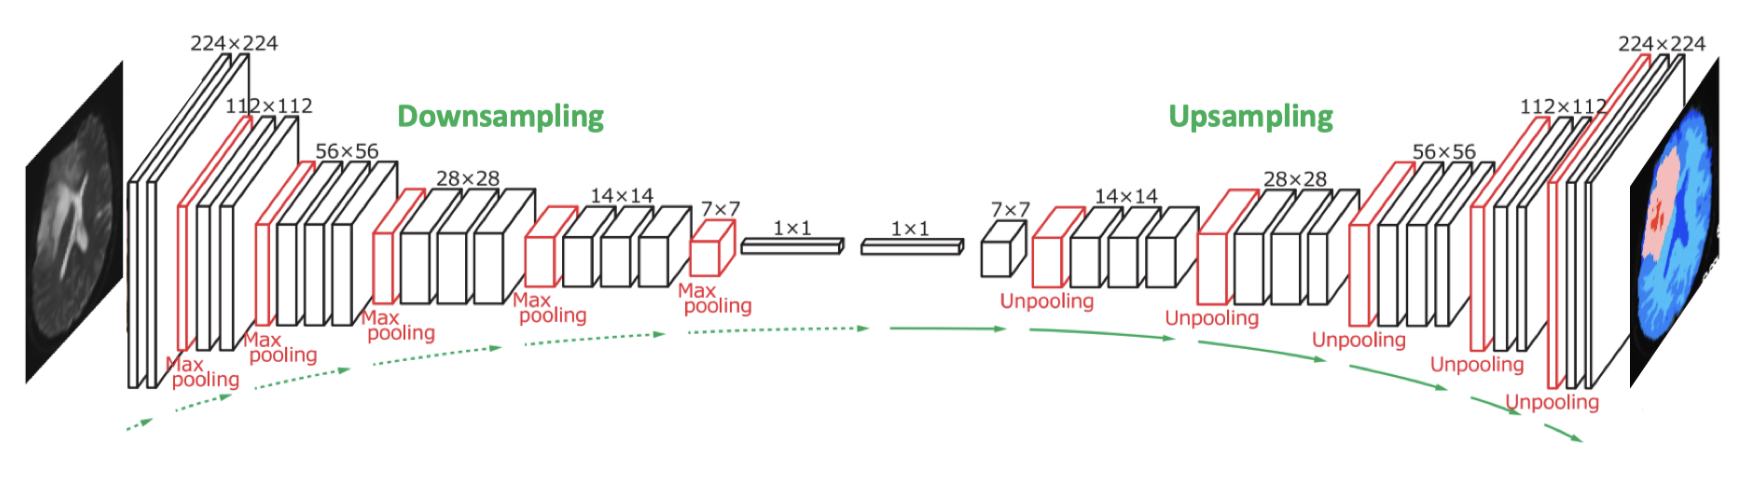 224×224
112×112
Downsampling
56×56
28×28
14×14
7×7
1×1
1×1
7×7
14×14
28×28
Upsampling
56×56
112×112
224×224
Max
pooling
Max
pooling
Max
pooling
Max
pooling
Max
pooling
Unpooling
Unpooling
Unpooling
Unpooling
Unpooling